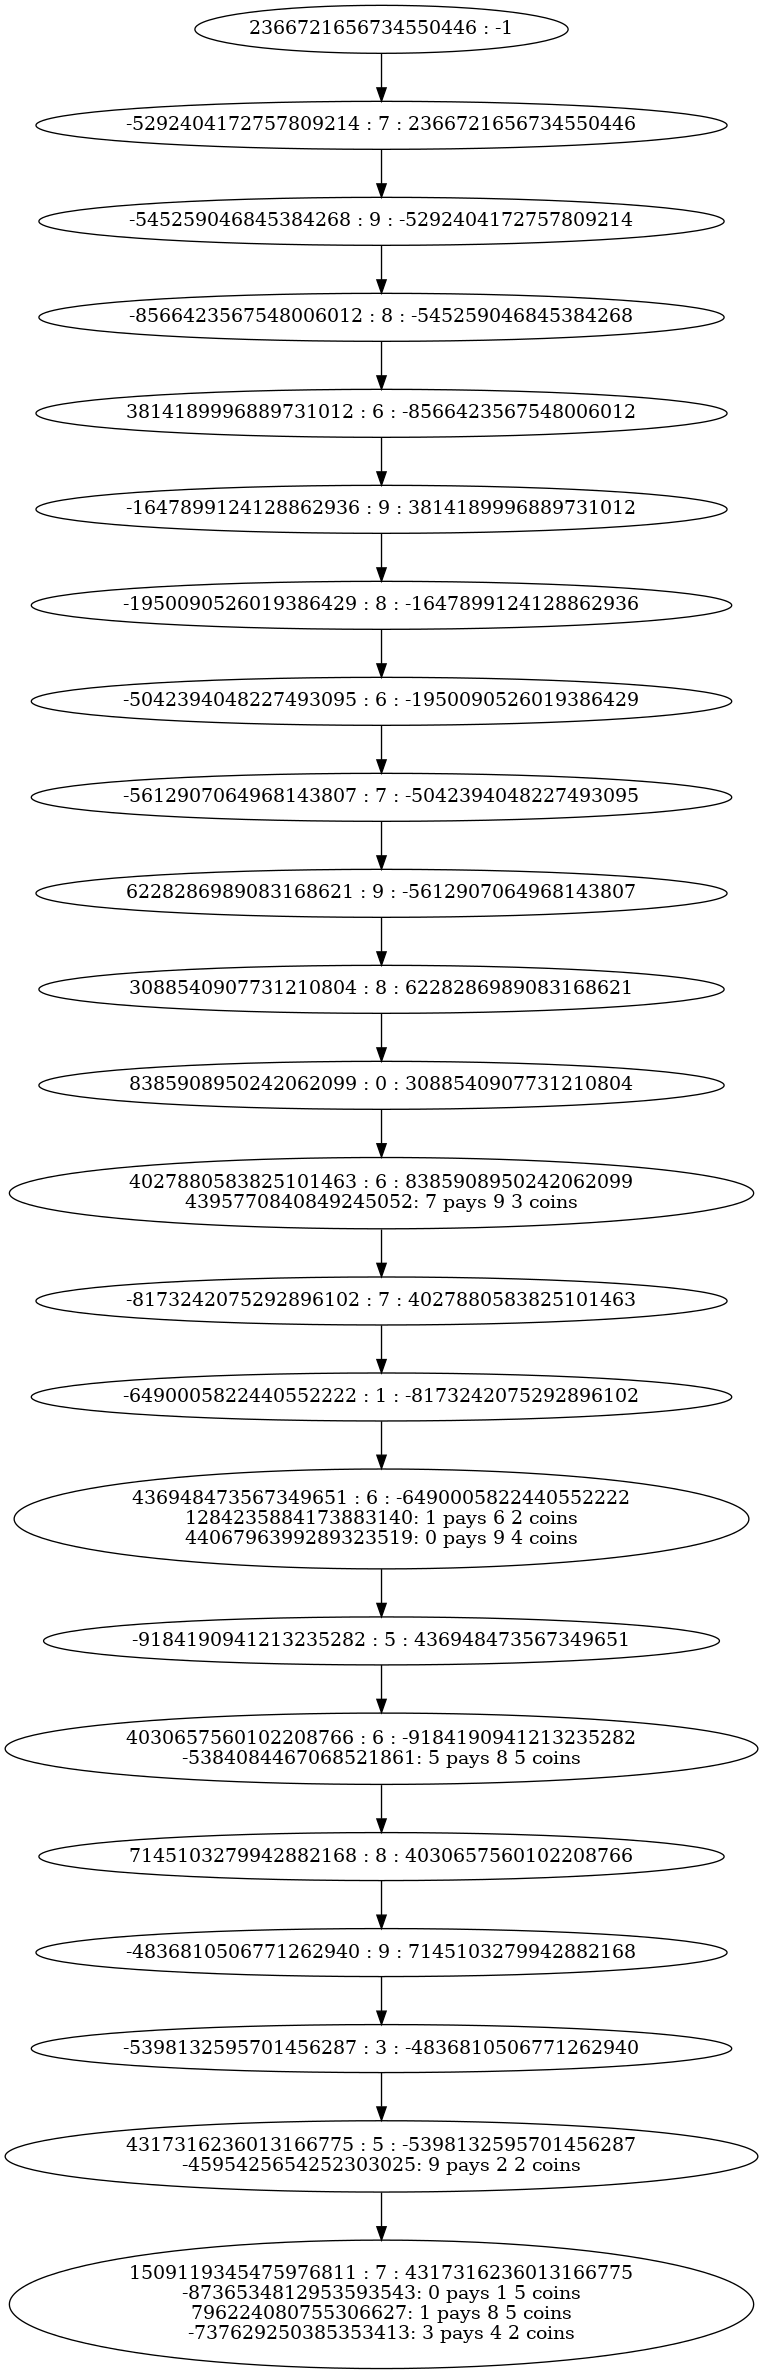 2366721656734550446 : -1
-5292404172757809214 : 7 : 2366721656734550446
-545259046845384268 : 9 : -5292404172757809214
-8566423567548006012 : 8 : -545259046845384268
3814189996889731012 : 6 : -8566423567548006012
-1647899124128862936 : 9 : 3814189996889731012
-1950090526019386429 : 8 : -1647899124128862936
-5042394048227493095 : 6 : -1950090526019386429
-5612907064968143807 : 7 : -5042394048227493095
6228286989083168621 : 9 : -5612907064968143807
3088540907731210804 : 8 : 6228286989083168621
8385908950242062099 : 0 : 3088540907731210804
4027880583825101463 : 6 : 8385908950242062099
4395770840849245052: 7 pays 9 3 coins
-8173242075292896102 : 7 : 4027880583825101463
-6490005822440552222 : 1 : -8173242075292896102
436948473567349651 : 6 : -6490005822440552222
1284235884173883140: 1 pays 6 2 coins
4406796399289323519: 0 pays 9 4 coins
-9184190941213235282 : 5 : 436948473567349651
4030657560102208766 : 6 : -9184190941213235282
-5384084467068521861: 5 pays 8 5 coins
7145103279942882168 : 8 : 4030657560102208766
-4836810506771262940 : 9 : 7145103279942882168
-5398132595701456287 : 3 : -4836810506771262940
4317316236013166775 : 5 : -5398132595701456287
-4595425654252303025: 9 pays 2 2 coins
1509119345475976811 : 7 : 4317316236013166775
-8736534812953593543: 0 pays 1 5 coins
796224080755306627: 1 pays 8 5 coins
-737629250385353413: 3 pays 4 2 coins